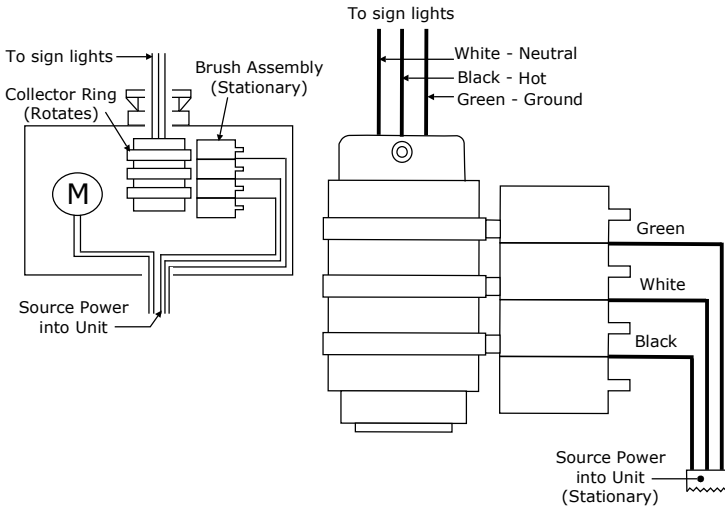 To sign lights
Brush Assembly
(Stationary)
Collector Ring
(Rotates)
M
Source Power
into Unit
To sign lights
White - Neutral
Black - Hot
Green - Ground
Green
White
Black
Source Power
into Unit
(Stationary)